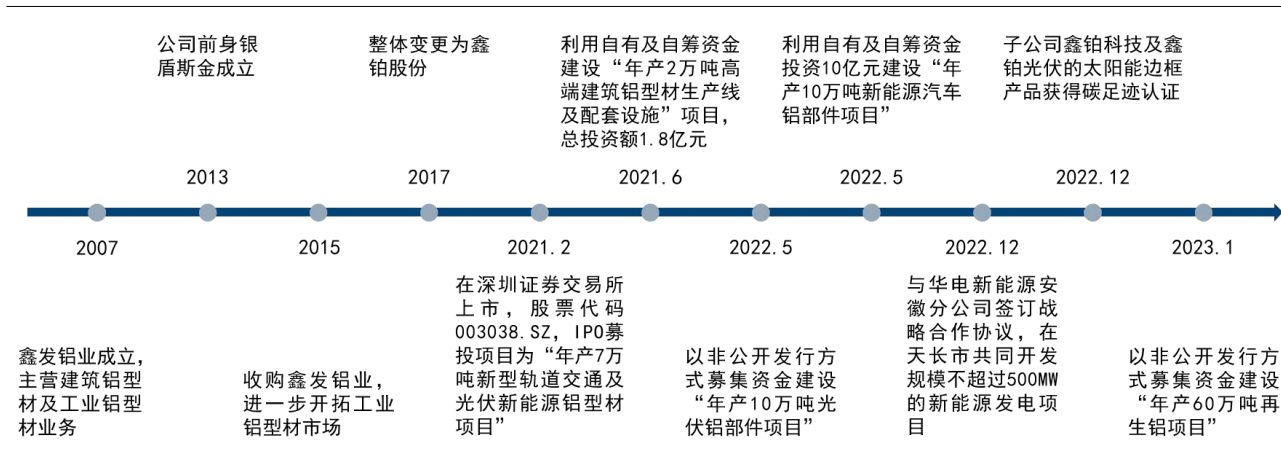 公司前身银
盾斯金成立
整体变更为鑫
铂股份
利用自有及自筹资金
建设“年产2万吨高
端建筑铝型材生产线
及配套设施”项目，
总投资额1.8亿元
利用自有及自筹资金
投资10亿元建设“年
产10万吨新能源汽车
铝部件项目”
子公司鑫铂科技及鑫
铂光伏的太阳能边框
产品获得碳足迹认证
2013
2017
2021.6
2022.5
2022.12
2007
2015
2021.2
2022.5
2022.12
2023.1
鑫发铝业成立，
主营建筑铝型
材及工业铝型
材业务
收购鑫发铝业，
进一步开拓工业
铝型材市场
在深圳证券交易所
上市，股票代码
003038.SZ，IPO募
投项目为“年产7万
吨新型轨道交通及
光伏新能源铝型材
项目”
以非公开发行方
式募集资金建设
“年产10万吨光
伏铝部件项目”
与华电新能源安
徽分公司签订战
略合作协议，在
天长市共同开发
规模不超过500MW
的新能源发电项
目
以非公开发行方
式募集资金建设
“年产60万吨再
生铝项目”